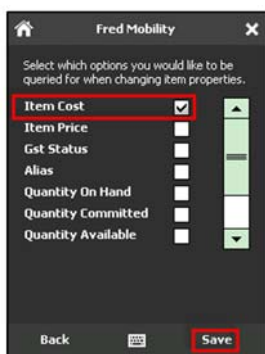 Fred Mobility
Select which options you would like to be
queried for when changing item properties.
Item Cost
Item Price
Gst Status
Alias
Quantity On Hand
Quantity Committed
Quantity Available
Back
Save